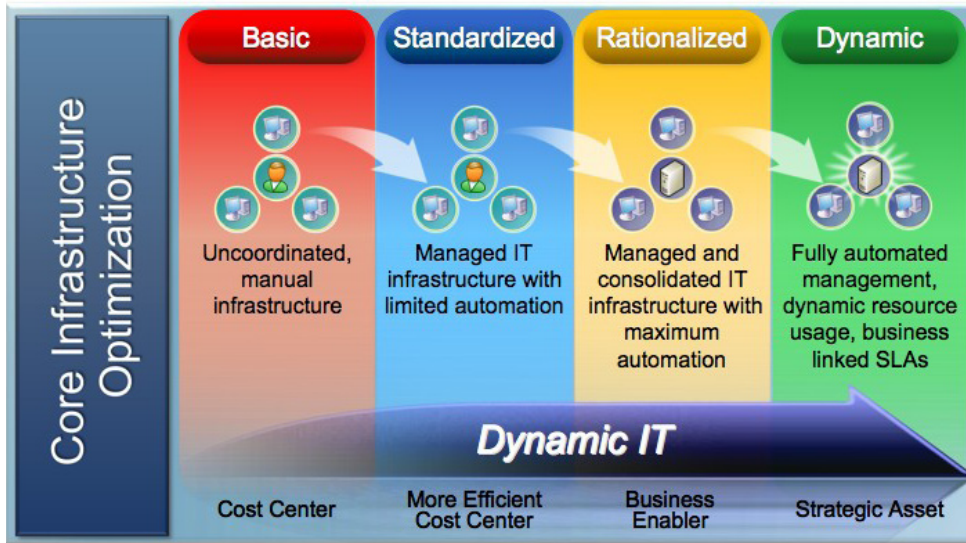 Core Infrastructure
Optimization
Basic
Standardized
Rationalized
Dynamic
Uncoordinated,
manual
infrastructure
Managed IT
infrastructure with
limited automation
Managed and
consolidated IT
infrastructure with
maximum
automation
Fully automated
management,
dynamic resource
usage, business
linked SLAs
Dynamic IT
Cost Center
More Efficient
Cost Center
Business
Enabler
Strategic Asset